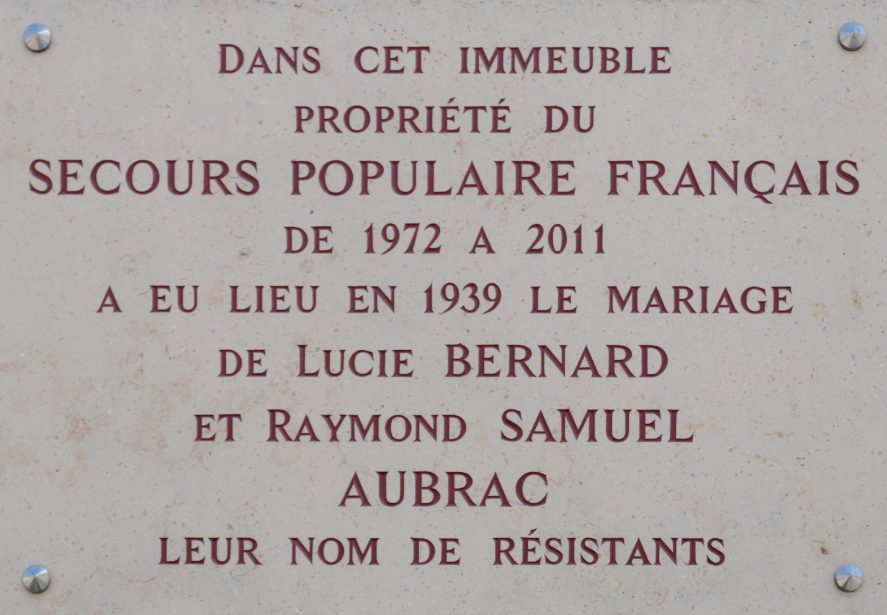 DANS CET IMMEUBLE
PROPRIÉTÉ DU
SECOURS POPULAIRE FRANÇAIS
DE 1972 A 2011
A EU LIEU EN 1939 LE MARIAGE
DE LUCIE BERNARD
ET RAYMOND SAMUEL
AUBRAC
LEUR NOM DE RÉSISTANTS